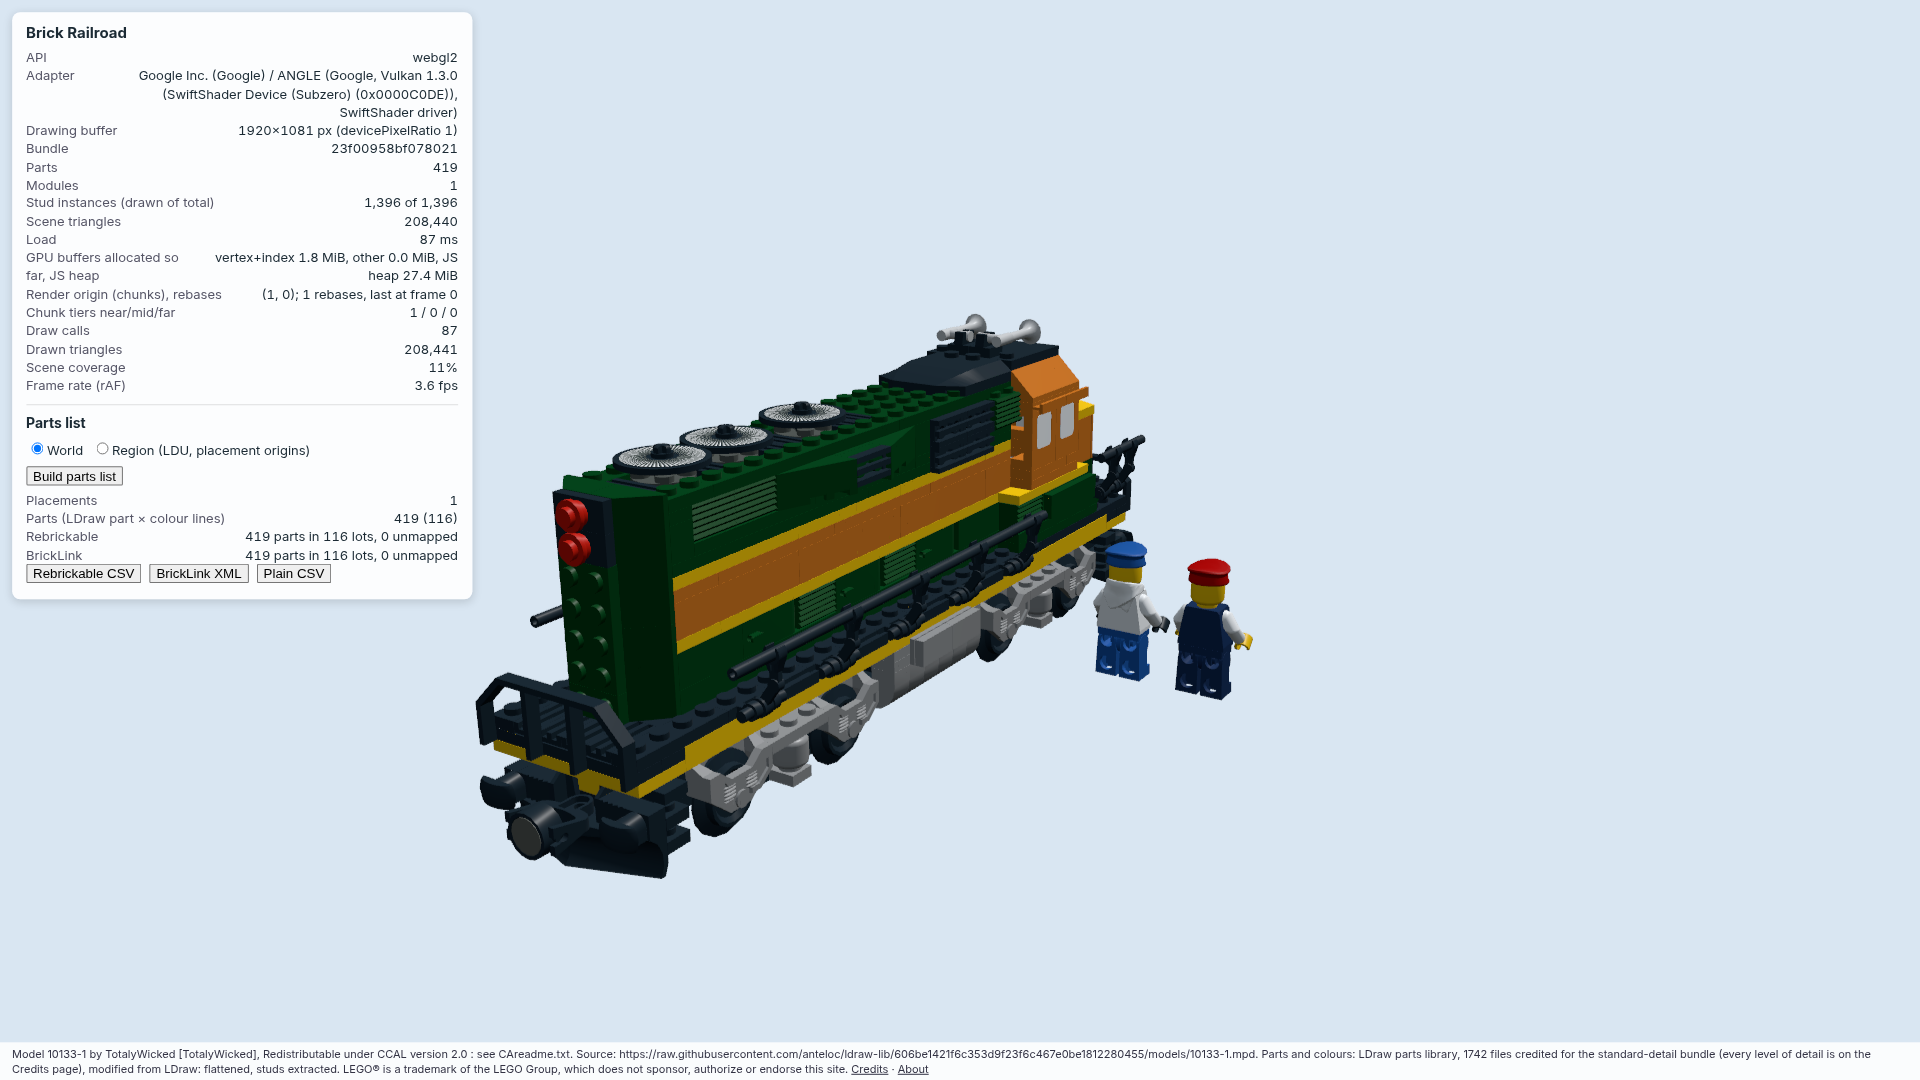 Brick Railroad
API webgl2
Adapter Google Inc. (Google) / ANGLE (Google, Vulkan 1.3.0
(SwiftShader Device (Subzero) (0x0000C0DE)),
SwiftShader driver)
Drawing buffer 1920×1081 px (devicePixelRatio 1)
Bundle 23f00958bf078021
Parts 419
Modules 1
Stud instances (drawn of total) 1,396 of 1,396
Scene triangles 208,440
Load 87 ms
GPU buffers allocated so vertex+index 1.8 MiB, other 0.0 MiB, JS
far, JS heap heap 27.4 MiB
Render origin (chunks), rebases (1, 0); 1 rebases, last at frame 0
Chunk tiers near/mid/far 1 / 0 / 0
Draw calls 87
Drawn triangles 208,441
Scene coverage 11%
Frame rate (rAF) 3.6 fps
Parts list
World Region (LDU, placement origins)
Build parts list
Placements 1
Parts (LDraw part × colour lines) 419 (116)
Rebrickable 419 parts in 116 lots, 0 unmapped
BrickLink 419 parts in 116 lots, 0 unmapped
Rebrickable CSV BrickLink XML Plain CSV
Model 10133-1 by TotalyWicked [TotalyWicked], Redistributable under CCAL version 2.0 : see CAreadme.txt. Source: https://raw.githubusercontent.com/anteloc/ldraw-lib/606be1421f6c353d9f23f6c467e0be1812280455/models/10133-1.mpd. Parts and colours: LDraw parts library, 1742 files credited for the standard-detail bundle (every level of detail is on the
Credits page), modified from LDraw: flattened, studs extracted. LEGO® is a trademark of the LEGO Group, which does not sponsor, authorize or endorse this site. Credits · About